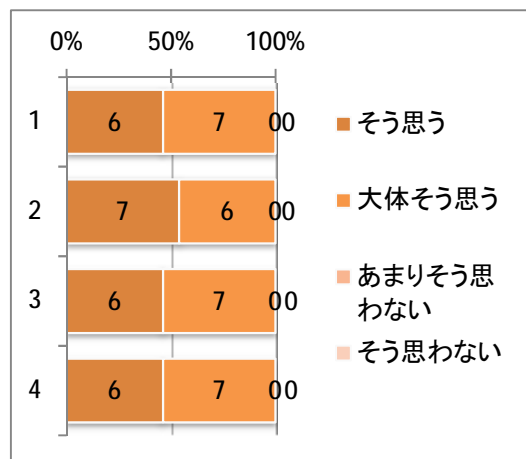 0% 50% 100%
1 6 7 00
2 7 6 00
3 6 7 00
4 6 7 00
そう思う
大体そう思う
あまりそう思
わない
そう思わない